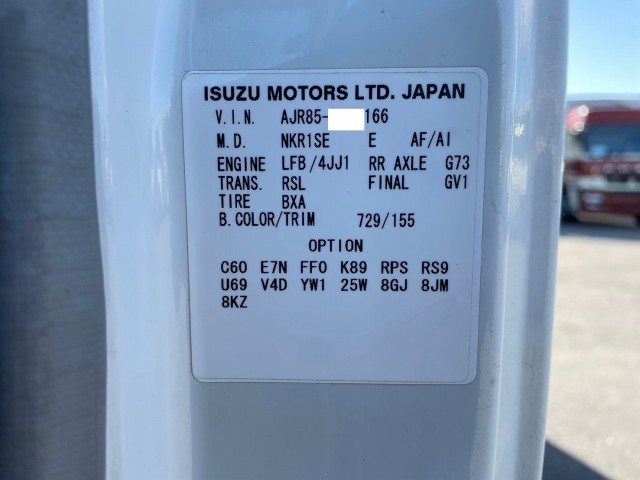 ISUZU MOTORS LTD. JAPAN
V.I.N. AJR85- 166
M.D. NKR1SE E AF/AI
ENGINE LFB/4JJ1 RR AXLE G73
TRANS. RSL FINAL GV1
TIRE BXA
B.COLOR/TRIM 729/155
OPTION
C60 E7N FF0 K89 RPS RS9
U69 V4D YW1 25W 8GJ 8JM
8KZ